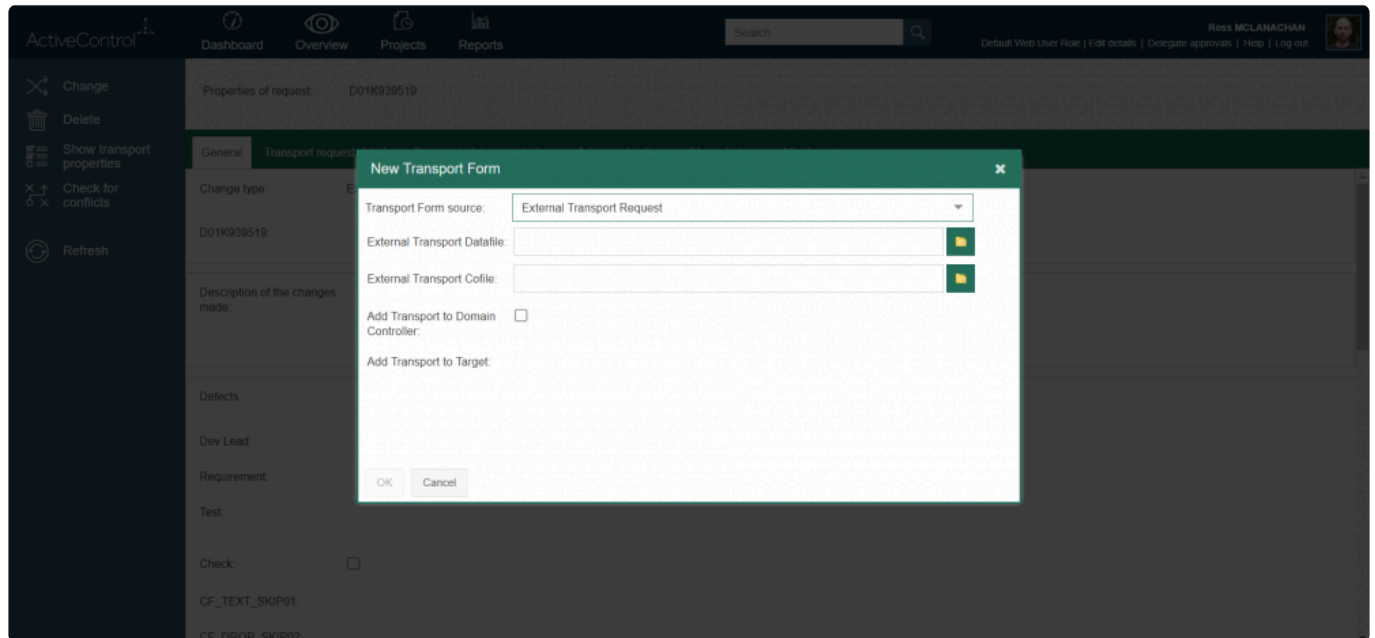 ActiveControl
Dashboard
Overview
Projects
Reports
Search
Ross MCLANACHAN
Default Web User Role | Edit details | Delegate approvals | Help | Log out
Change
Delete
Show transport
properties
Check for
conflicts
Refresh
Properties of request: D01K939519
General
Transport request
Change type:
D01K939519:
Description of the changes
made:
Defects
Dev Lead:
Requirement:
Test:
Check:
CF_TEXT_SKIP01:
CF_DROP_SKIP02:
New Transport Form
Transport Form source: External Transport Request
External Transport Datafile:
External Transport Cofile:
Add Transport to Domain
Controller:
Add Transport to Target:
OK
Cancel